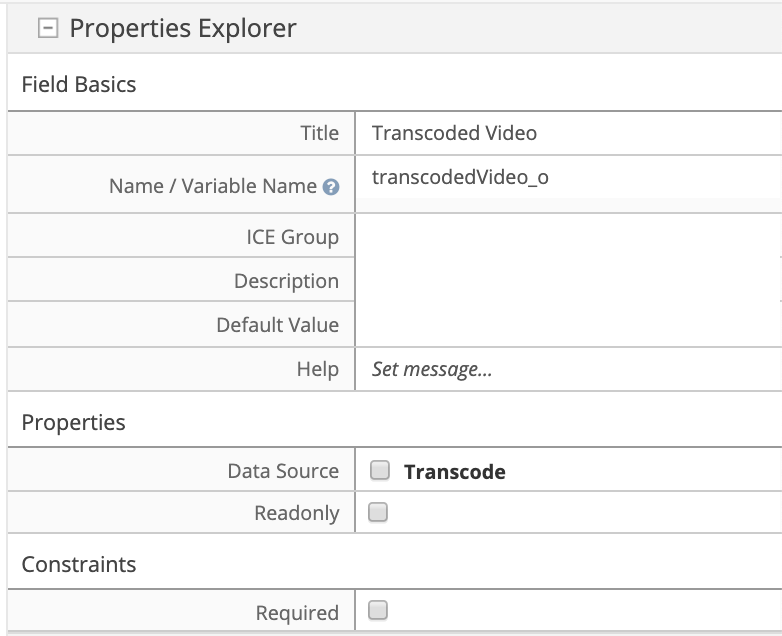 Properties Explorer
Field Basics
Title Transcoded Video
Name / Variable Name ? transcodedVideo_o
ICE Group
Description
Default Value
Help Set message...
Properties
Data Source Transcode
Readonly
Constraints
Required